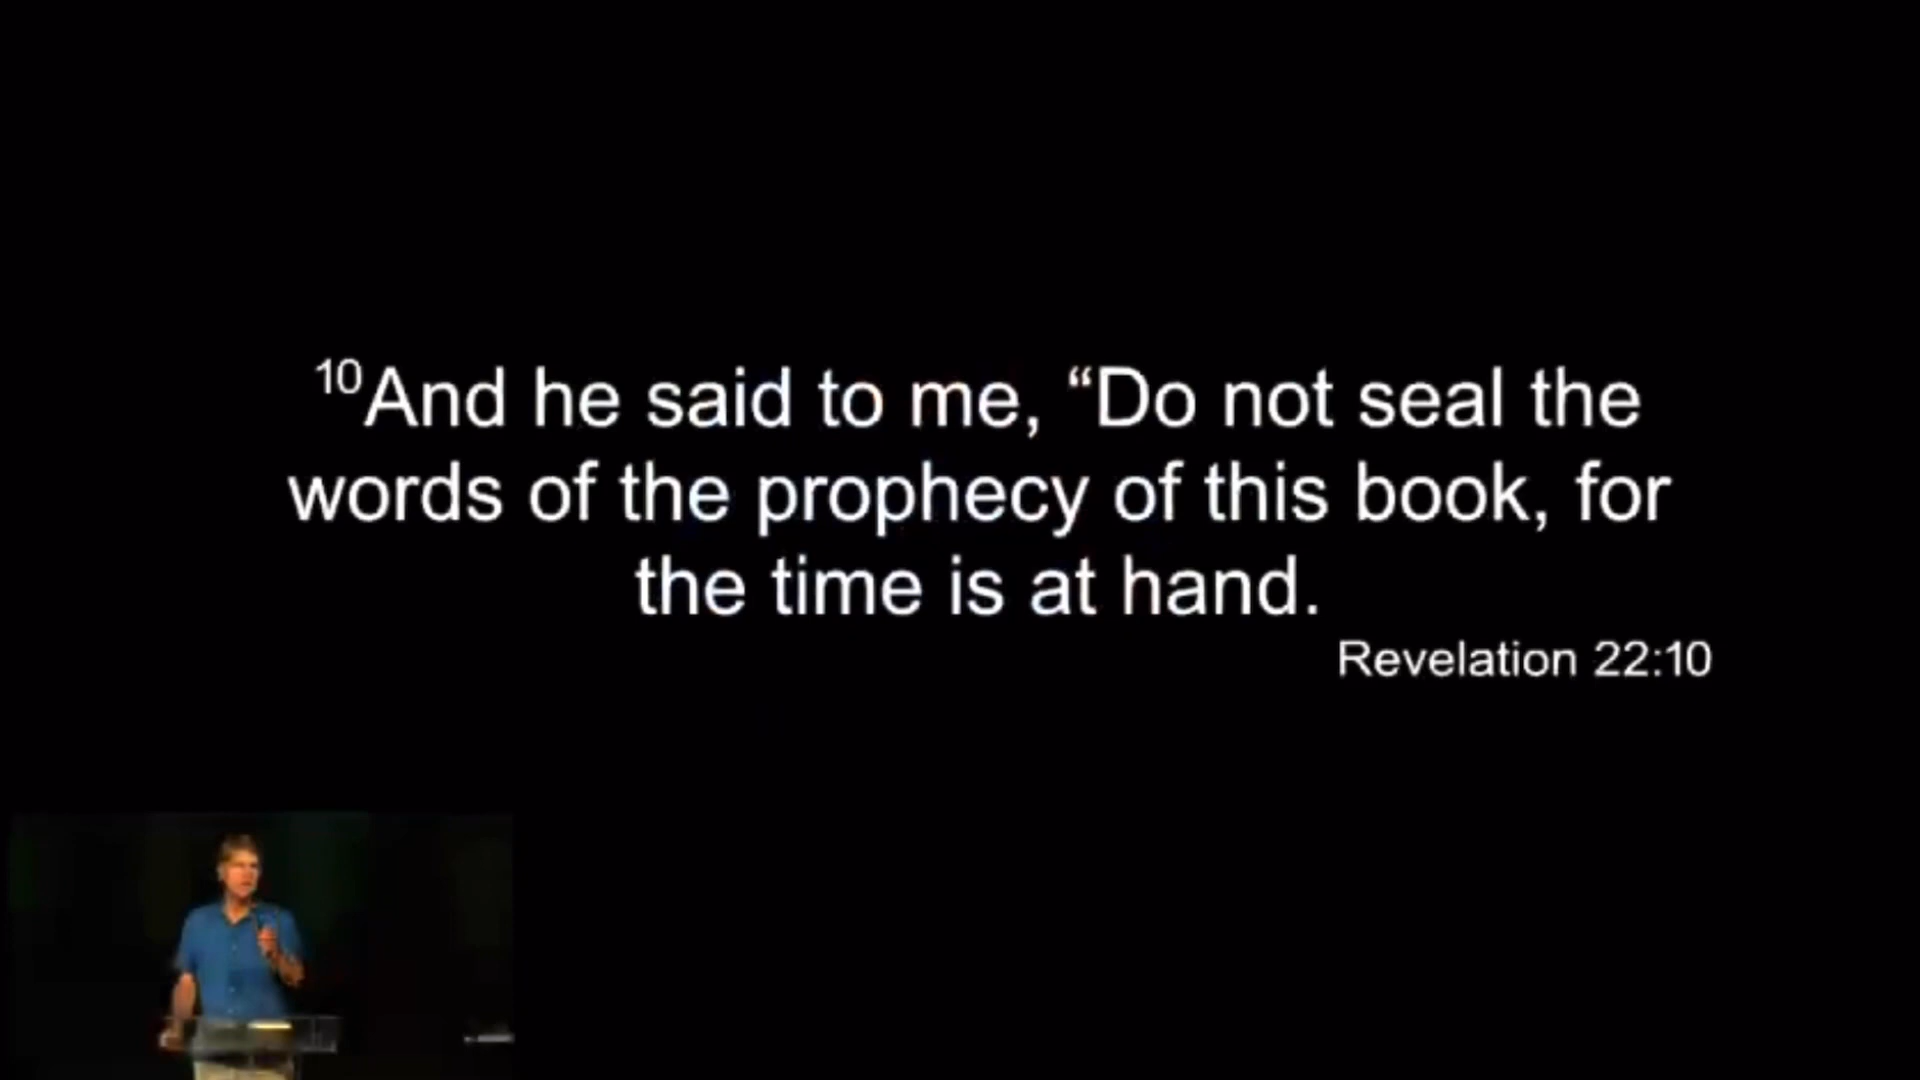 10And he said to me, “Do not seal the
words of the prophecy of this book, for
the time is at hand.
Revelation 22:10